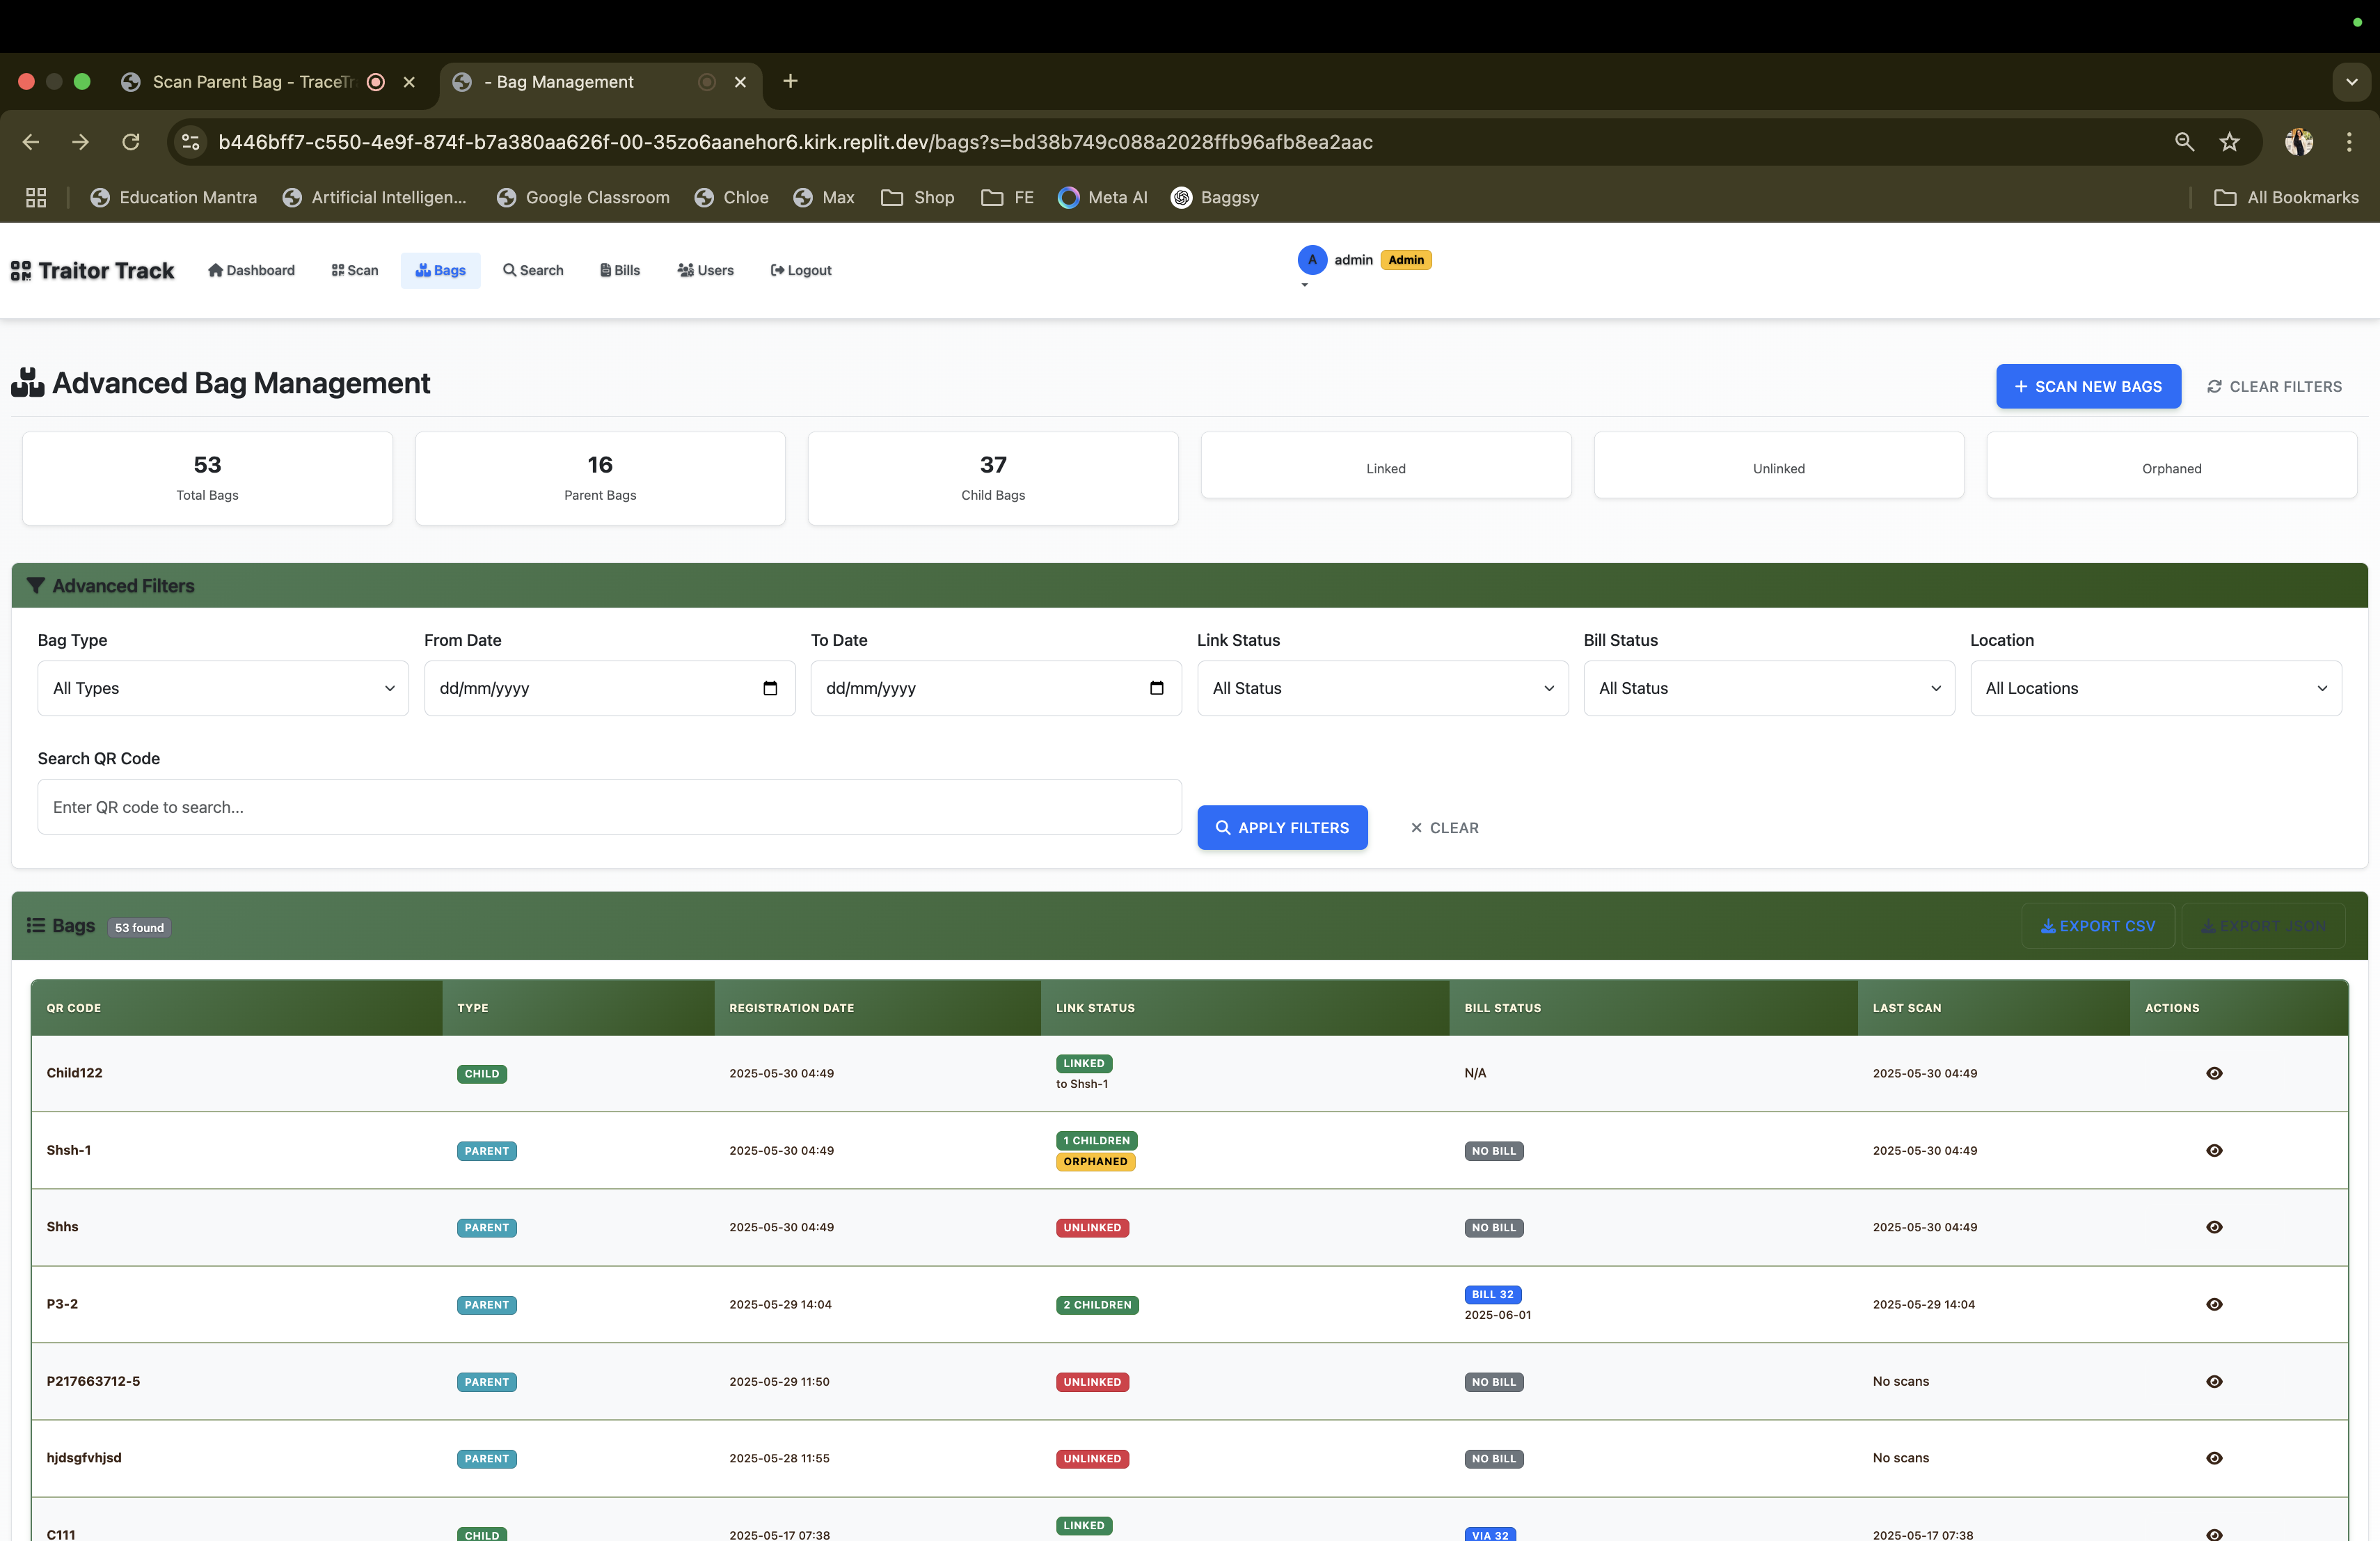 Scan Parent Bag - TraceTr
- Bag Management
b446bff7-c550-4e9f-874f-b7a380aa626f-00-35zo6aanehor6.kirk.replit.dev/bags?s=bd38b749c088a2028ffb96afb8ea2aac
Education Mantra Artificial Intelligen... Google Classroom Chloe Max Shop FE Meta AI Baggsy All Bookmarks
Traitor Track Dashboard Scan Bags Search Bills Users Logout A admin Admin
Advanced Bag Management + SCAN NEW BAGS CLEAR FILTERS
53 16 37
Total Bags Parent Bags Child Bags Linked Unlinked Orphaned
Advanced Filters
Bag Type From Date To Date Link Status Bill Status Location
All Types dd/mm/yyyy dd/mm/yyyy All Status All Status All Locations
Search QR Code
Enter QR code to search...
APPLY FILTERS CLEAR
Bags 53 found EXPORT CSV EXPORT JSON
QR CODE TYPE REGISTRATION DATE LINK STATUS BILL STATUS LAST SCAN ACTIONS
Child122 CHILD 2025-05-30 04:49 LINKED N/A 2025-05-30 04:49
to Shsh-1
Shsh-1 PARENT 2025-05-30 04:49 1 CHILDREN NO BILL 2025-05-30 04:49
ORPHANED
Shhs PARENT 2025-05-30 04:49 UNLINKED NO BILL 2025-05-30 04:49
P3-2 PARENT 2025-05-29 14:04 2 CHILDREN BILL 32 2025-05-29 14:04
2025-06-01
P217663712-5 PARENT 2025-05-29 11:50 UNLINKED NO BILL No scans
hjdsgfvhjsd PARENT 2025-05-28 11:55 UNLINKED NO BILL No scans
C111 CHILD 2025-05-17 07:38 LINKED VIA 32 2025-05-17 07:38